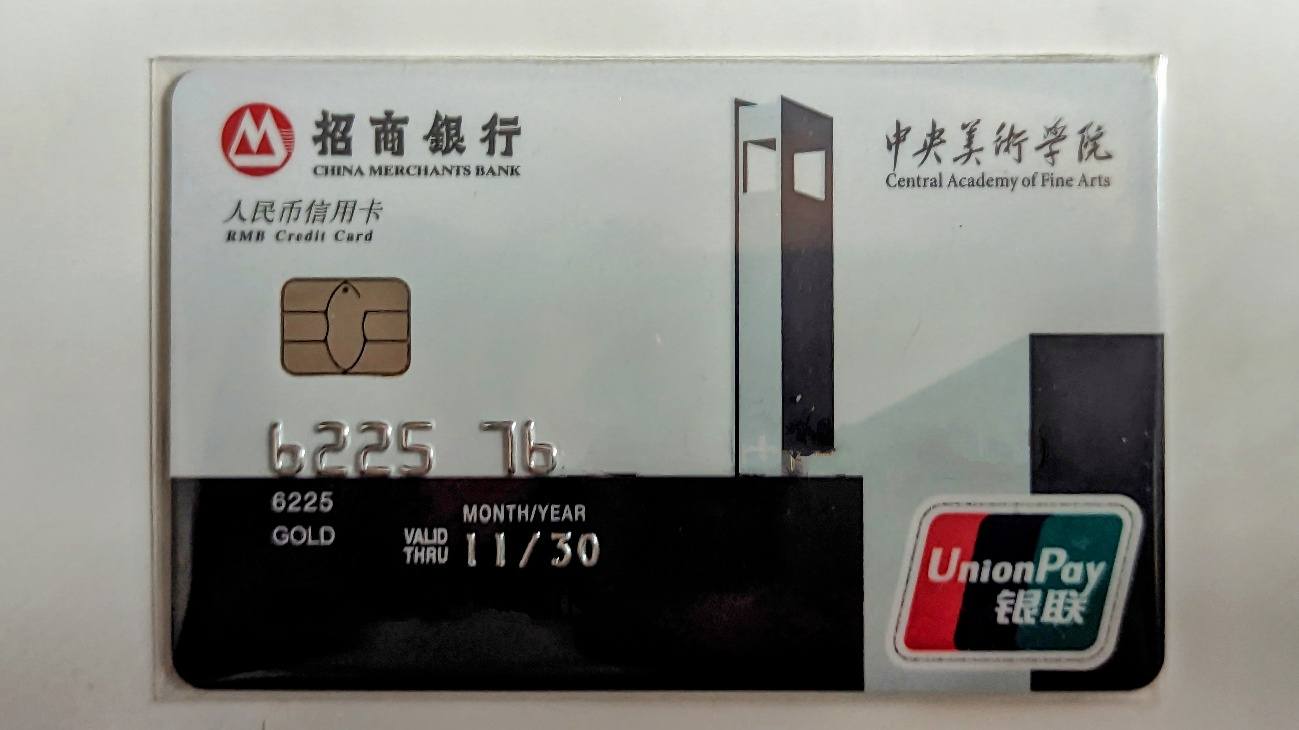 招商銀行
CHINA MERCHANTS BANK
人民币信用卡
RMB Credit Card
中央美術学院
Central Academy of Fine Arts
6225 76
6225
GOLD
MONTH/YEAR
VALID
THRU 11/30
UnionPay
银联